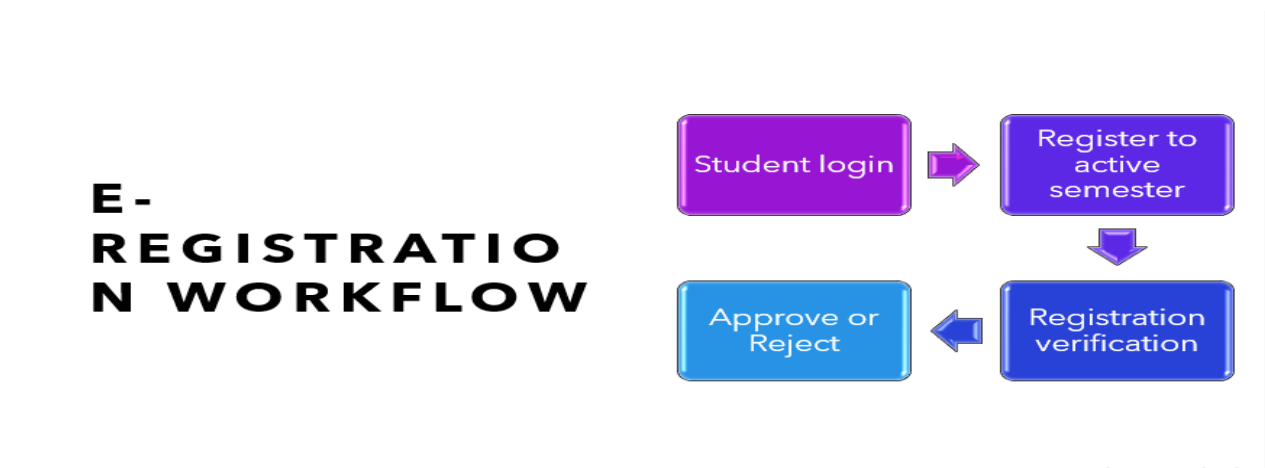 E-
REGISTRATIO
N WORKFLOW
Student login
Register to
active
semester
Registration
verification
Approve or
Reject